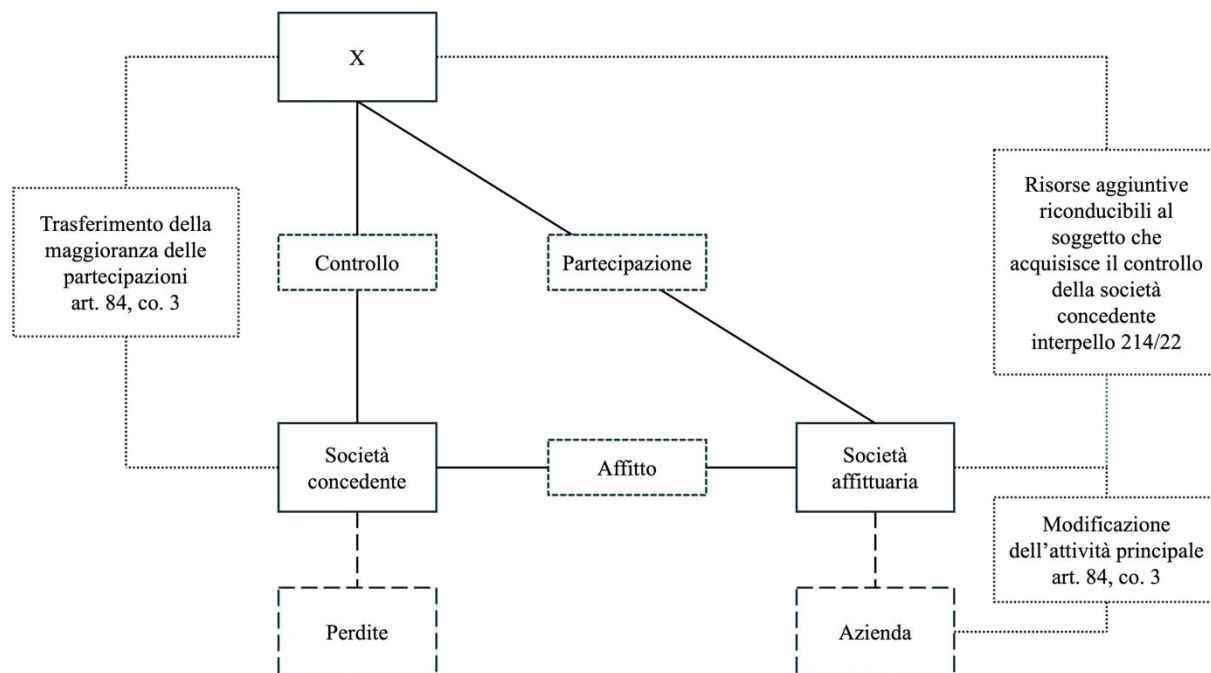 X
Trasferimento della
maggioranza delle
partecipazioni
art. 84, co. 3
Controllo
Partecipazione
Risorse aggiuntive
riconducibili al
soggetto che
acquisisce il controllo
della società
concedente
interpello 214/22
Società
concedente
Affitto
Società
affittuaria
Modificazione
dell’attività principale
art. 84, co. 3
Perdite
Azienda